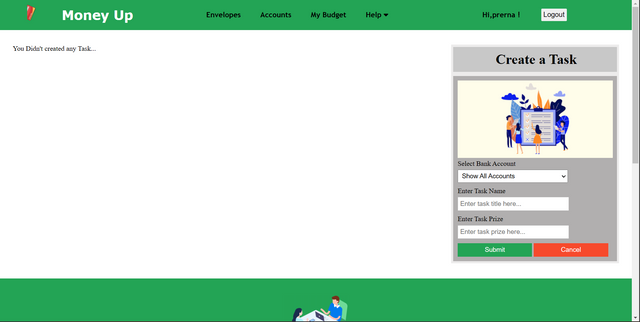 Money Up
Envelopes
Accounts
My Budget
Help
Hi,prerna !
Logout
You Didn't created any Task...
Create a Task
Select Bank Account
Show All Accounts
Enter Task Name
Enter task title here...
Enter Task Prize
Enter task prize here...
Submit
Cancel